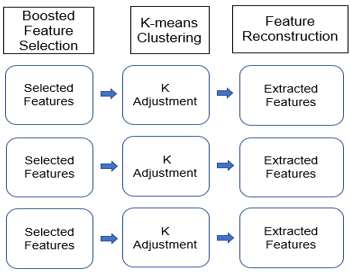 Boosted
Feature
Selection
K-means
Clustering
Feature
Reconstruction
Selected
Features
K
Adjustment
Extracted
Features
Selected
Features
K
Adjustment
Extracted
Features
Selected
Features
K
Adjustment
Extracted
Features